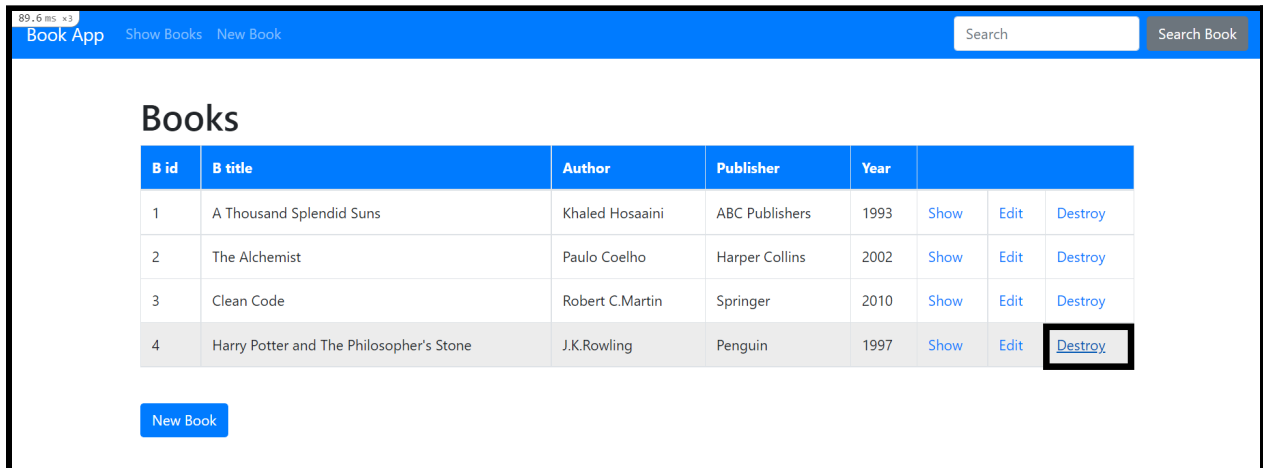 89.6 ms ×3
Book App Show Books New Book Search Search Book
Books
B id B title Author Publisher Year
1 A Thousand Splendid Suns Khaled Hosaaini ABC Publishers 1993 Show Edit Destroy
2 The Alchemist Paulo Coelho Harper Collins 2002 Show Edit Destroy
3 Clean Code Robert C.Martin Springer 2010 Show Edit Destroy
4 Harry Potter and The Philosopher's Stone J.K.Rowling Penguin 1997 Show Edit Destroy
New Book